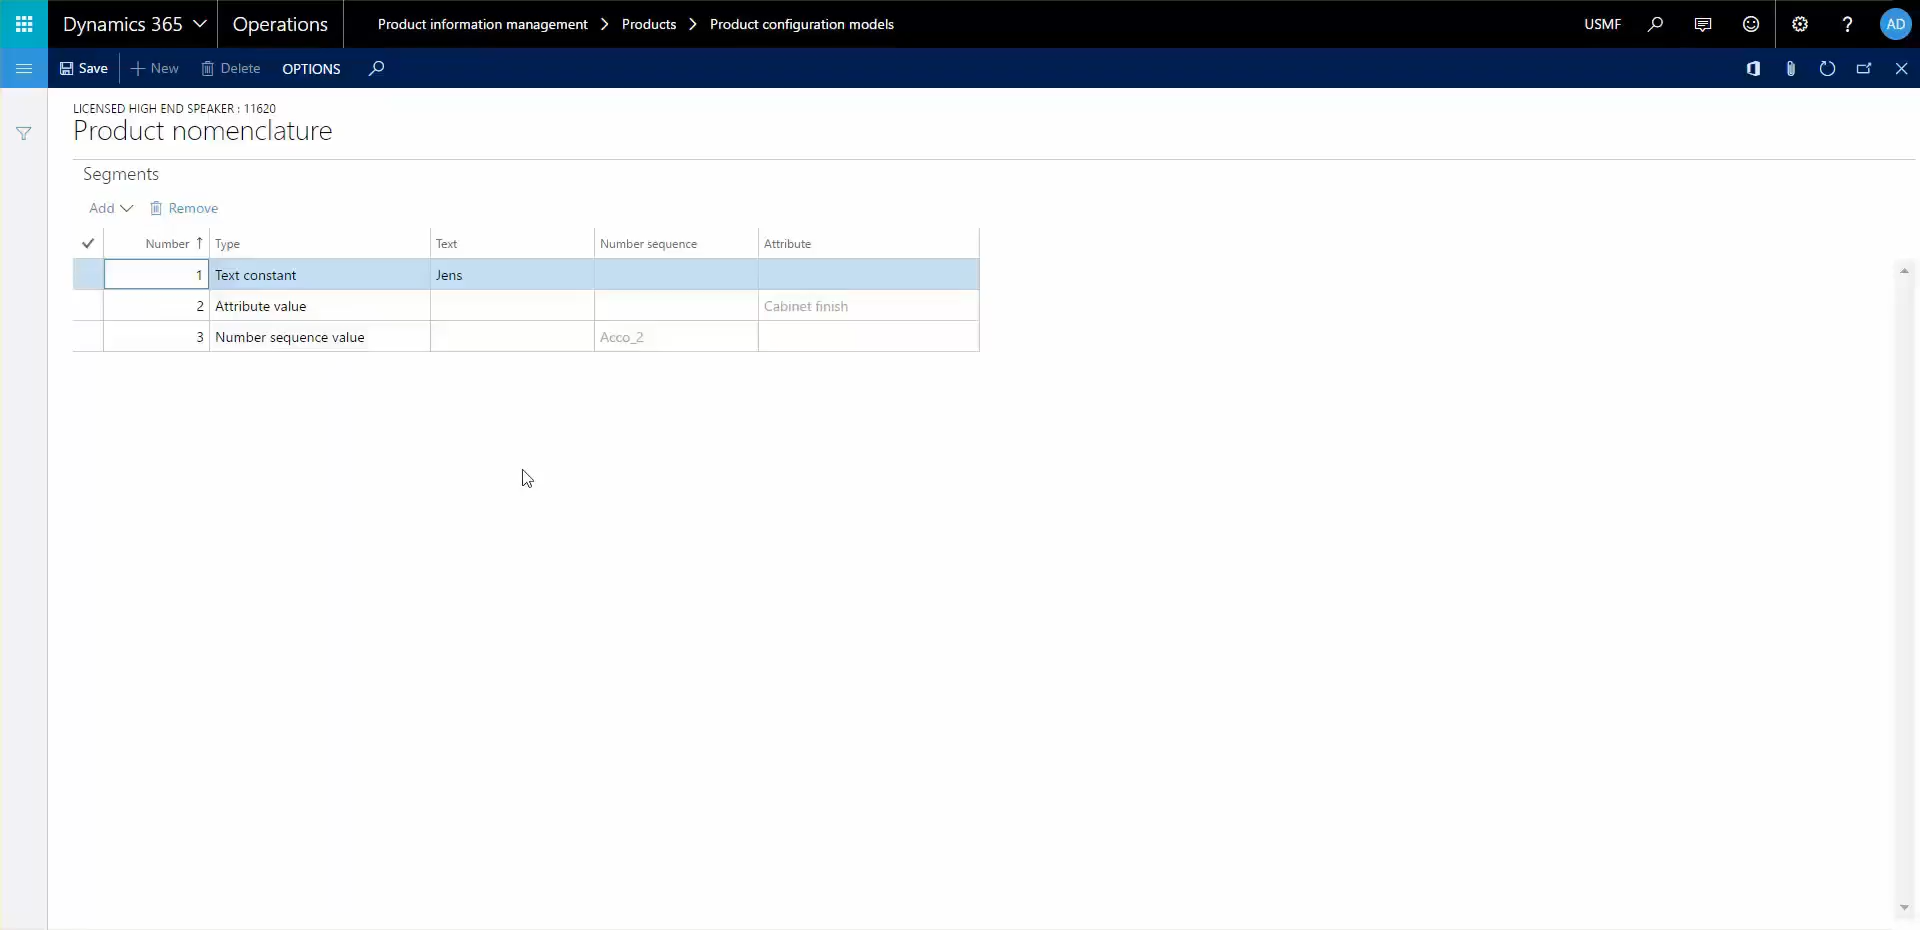 Dynamics 365 Operations Product information management Products Product configuration models USMF ? AD
Save New Delete OPTIONS
LICENSED HIGH END SPEAKER : 11620
Product nomenclature
Segments
Add Remove
Number Type Text Number sequence Attribute
1 Text constant Jens
2 Attribute value Cabinet finish
3 Number sequence value Acco_2